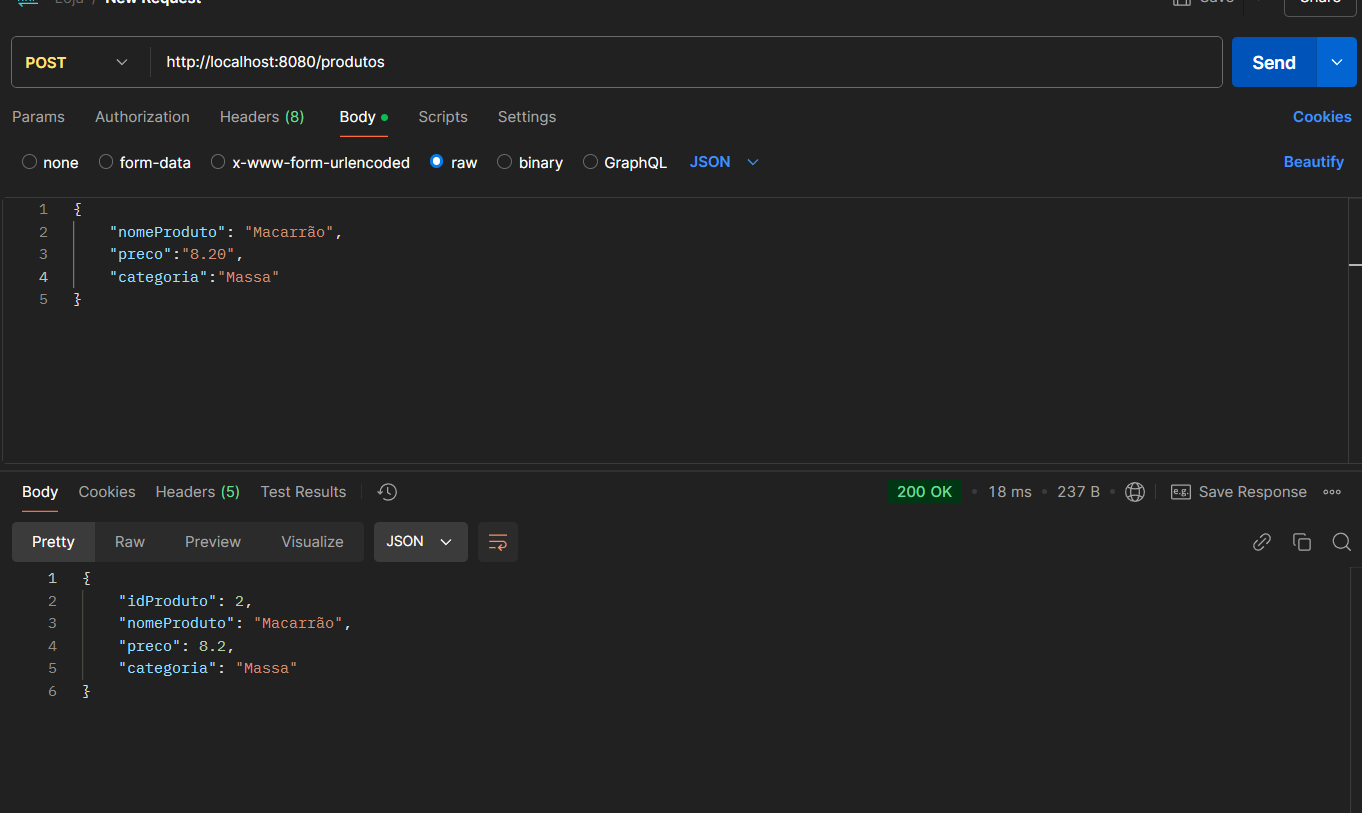 Loja / New Request Save Share
POST http://localhost:8080/produtos Send
Params Authorization Headers (8) Body Scripts Settings Cookies
none form-data x-www-form-urlencoded raw binary GraphQL JSON Beautify
1 {
2 "nomeProduto": "Macarrão",
3 "preco":"8.20",
4 "categoria":"Massa"
5 }
Body Cookies Headers (5) Test Results 200 OK • 18 ms • 237 B • e.g. Save Response
Pretty Raw Preview Visualize JSON
1 {
2 "idProduto": 2,
3 "nomeProduto": "Macarrão",
4 "preco": 8.2,
5 "categoria": "Massa"
6 }